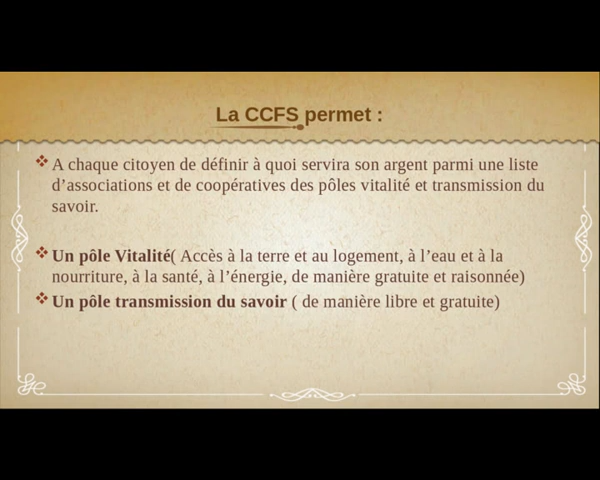 La CCFS permet :
A chaque citoyen de définir à quoi servira son argent parmi une liste
d’associations et de coopératives des pôles vitalité et transmission du
savoir.
Un pôle Vitalité( Accès à la terre et au logement, à l’eau et à la
nourriture, à la santé, à l’énergie, de manière gratuite et raisonnée)
Un pôle transmission du savoir ( de manière libre et gratuite)